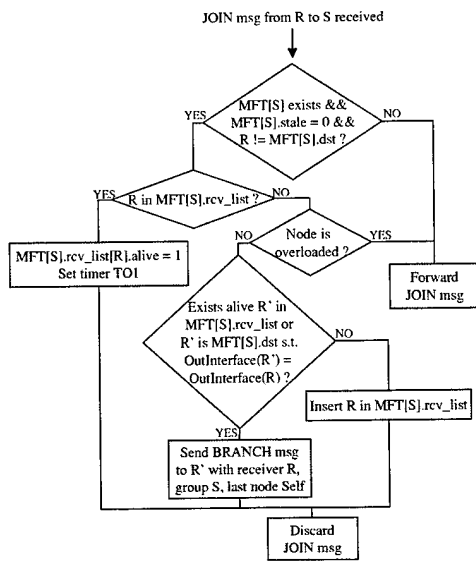 JOIN msg from R to S received
MFT[S] exists &&
MFT[S].stale = 0 &&
R != MFT[S].dst ?
YES
NO
R in MFT[S].rcv_list ?
YES
NO
Node is
overloaded ?
NO
YES
MFT[S].rcv_list[R].alive = 1
Set timer TO1
Forward
JOIN msg
Exists alive R' in
MFT[S].rcv_list or
R' is MFT[S].dst s.t.
OutInterface(R') =
OutInterface(R) ?
NO
Insert R in MFT[S].rcv_list
YES
Send BRANCH msg
to R' with receiver R,
group S, last node Self
Discard
JOIN msg